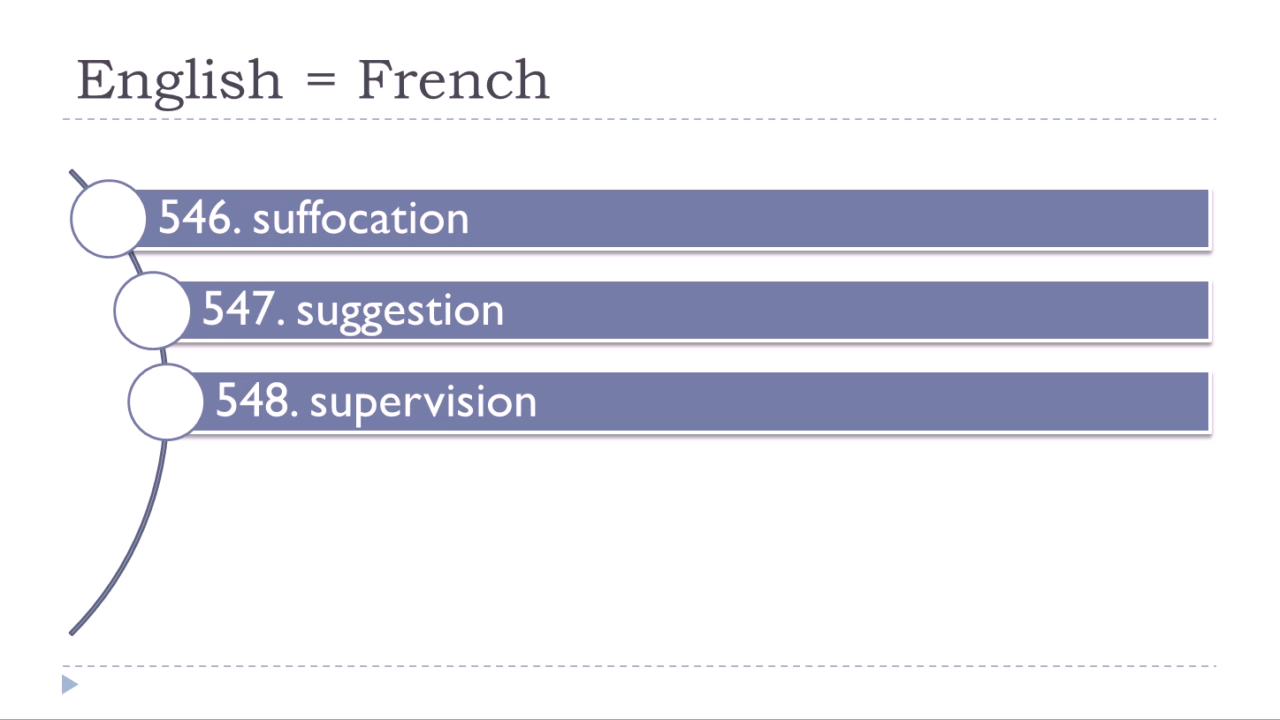 English = French
546. suffocation
547. suggestion
548. supervision